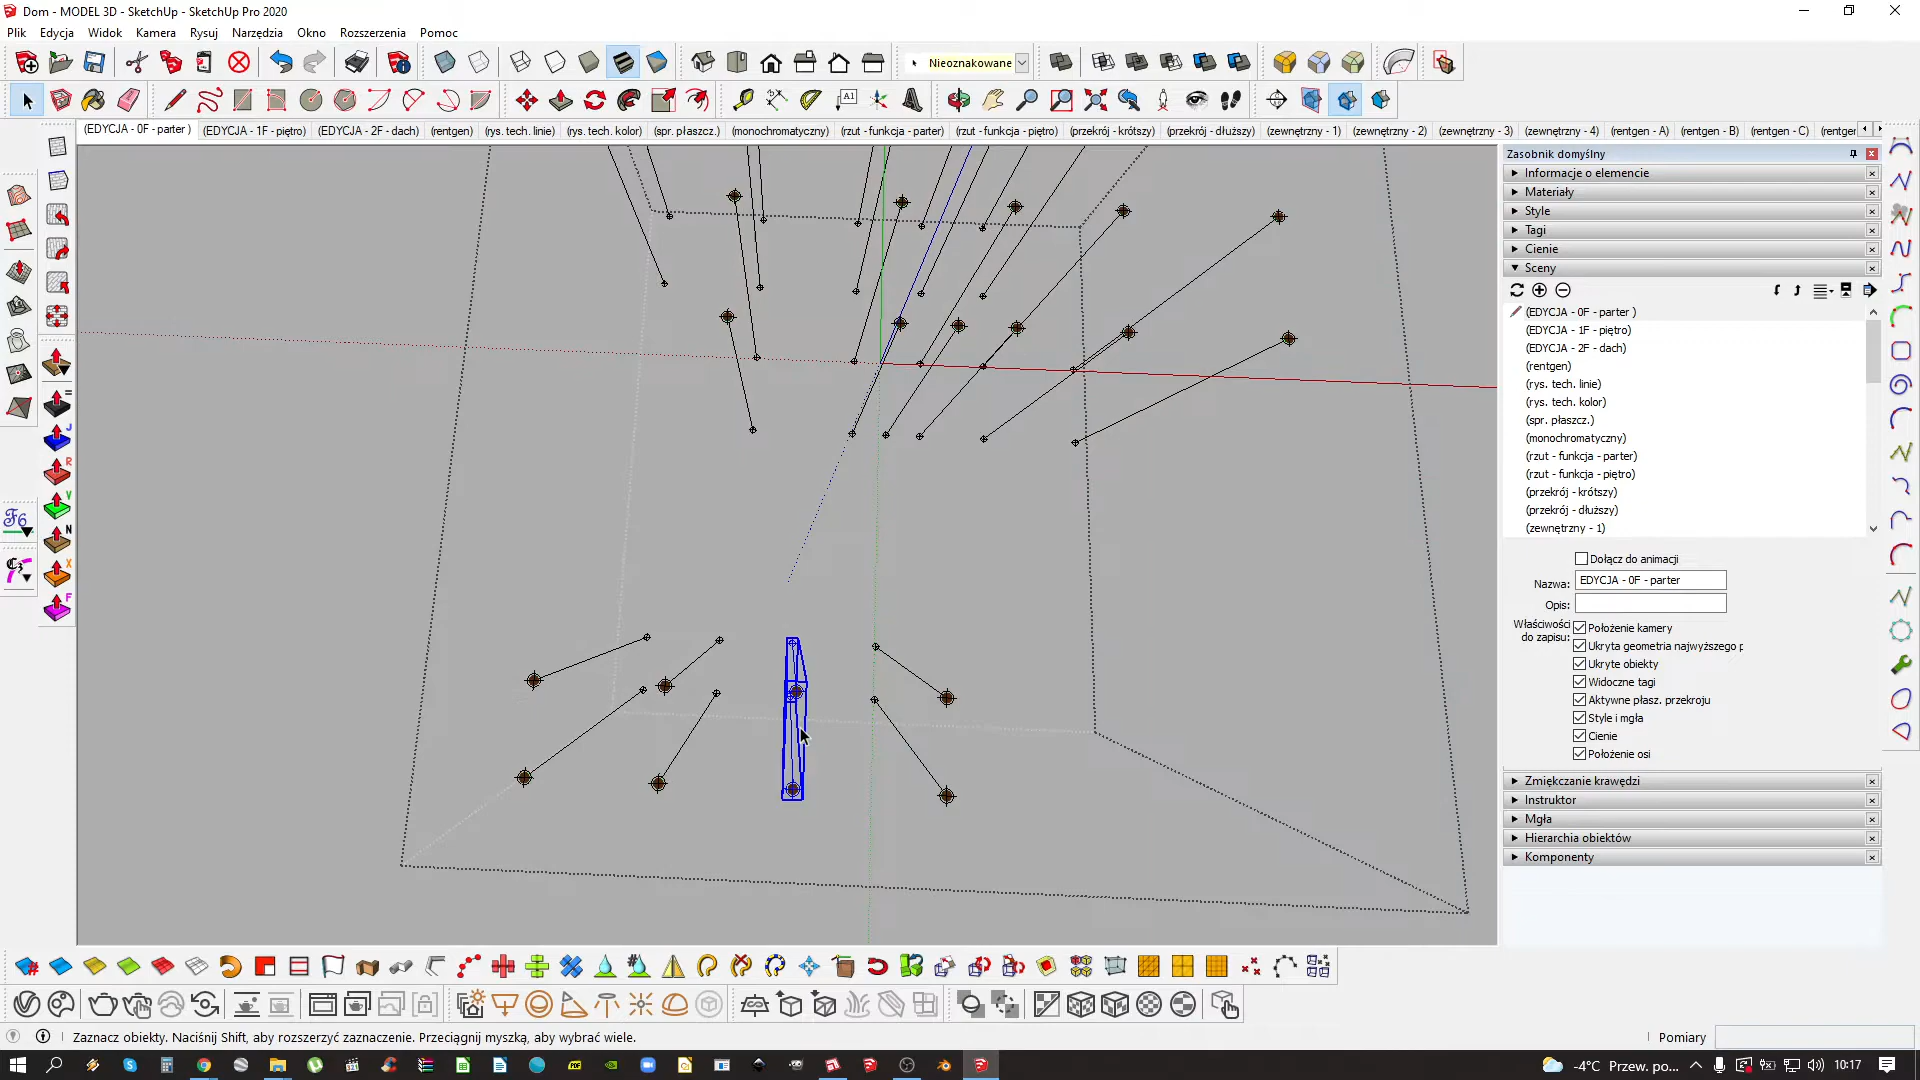 Dom - MODEL 3D - SketchUp - SketchUp Pro 2020
Plik Edycja Widok Kamera Rysuj Narzędzia Okno Rozszerzenia Pomoc
Nieoznakowane
A1
(EDYCJA - 0F - parter ) (EDYCJA - 1F - piętro) (EDYCJA - 2F - dach) (rentgen) (rys. tech. linie) (rys. tech. kolor) (spr. płaszcz.) (monochromatyczny) (rzut - funkcja - parter) (rzut - funkcja - piętro) (przekrój - krótszy) (przekrój - dłuższy) (zewnętrzny - 1) (zewnętrzny - 2) (zewnętrzny - 3) (zewnętrzny - 4) (rentgen - A) (rentgen - B) (rentgen - C) (rentger
Zasobnik domyślny
Informacje o elemencie
Materiały
Style
Tagi
Cienie
Sceny
(EDYCJA - 0F - parter )
(EDYCJA - 1F - piętro)
(EDYCJA - 2F - dach)
(rentgen)
(rys. tech. linie)
(rys. tech. kolor)
(spr. płaszcz.)
(monochromatyczny)
(rzut - funkcja - parter)
(rzut - funkcja - piętro)
(przekrój - krótszy)
(przekrój - dłuższy)
(zewnętrzny - 1)
Dołącz do animacji
Nazwa: EDYCJA - 0F - parter
Opis:
Właściwości do zapisu:
Położenie kamery
Ukryta geometria najwyższego p
Ukryte obiekty
Widoczne tagi
Aktywne płasz. przekroju
Style i mgła
Cienie
Położenie osi
Zmiękczanie krawędzi
Instruktor
Mgła
Hierarchia obiektów
Komponenty
J
R
V
N
X
F
Zaznacz obiekty. Naciśnij Shift, aby rozszerzyć zaznaczenie. Przeciągnij myszką, aby wybrać wiele.
Pomiary
-4°C Przew. po... 10:17